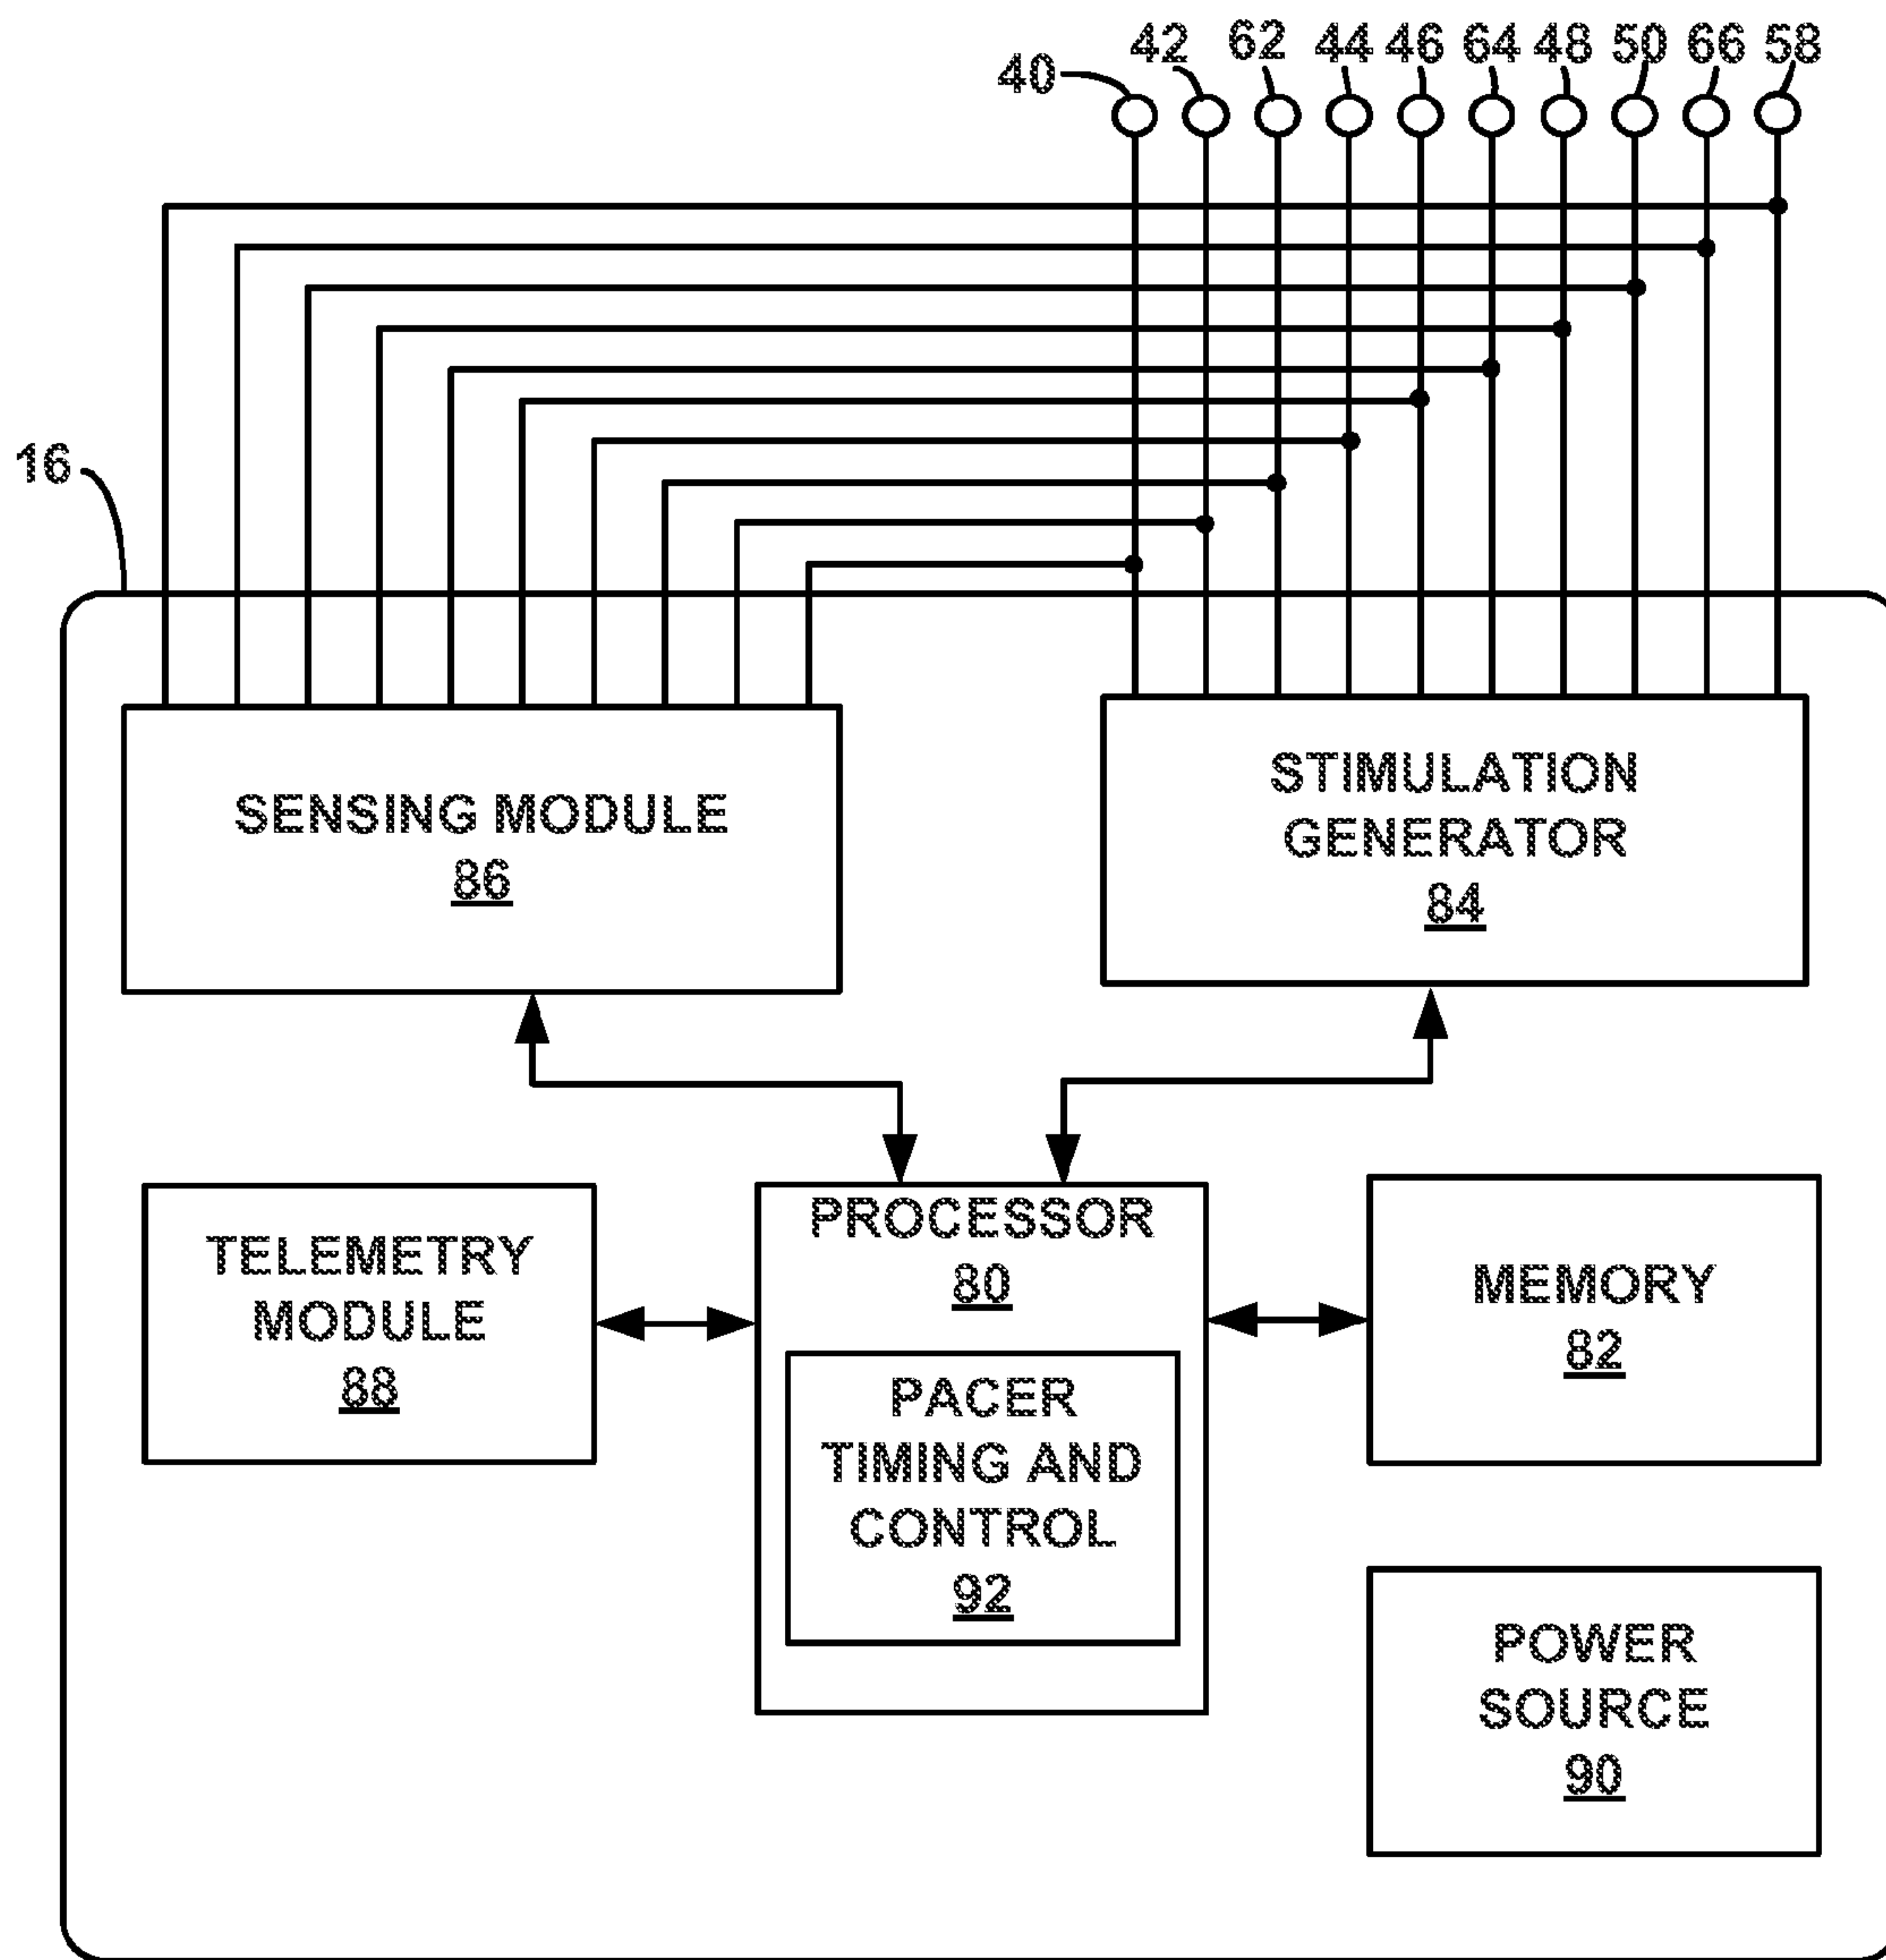 40 42 62 44 46 64 48 50 66 58
16
SENSING MODULE
86
STIMULATION
GENERATOR
84
TELEMETRY
MODULE
88
PROCESSOR
80
PACER
TIMING AND
CONTROL
92
MEMORY
82
POWER
SOURCE
90